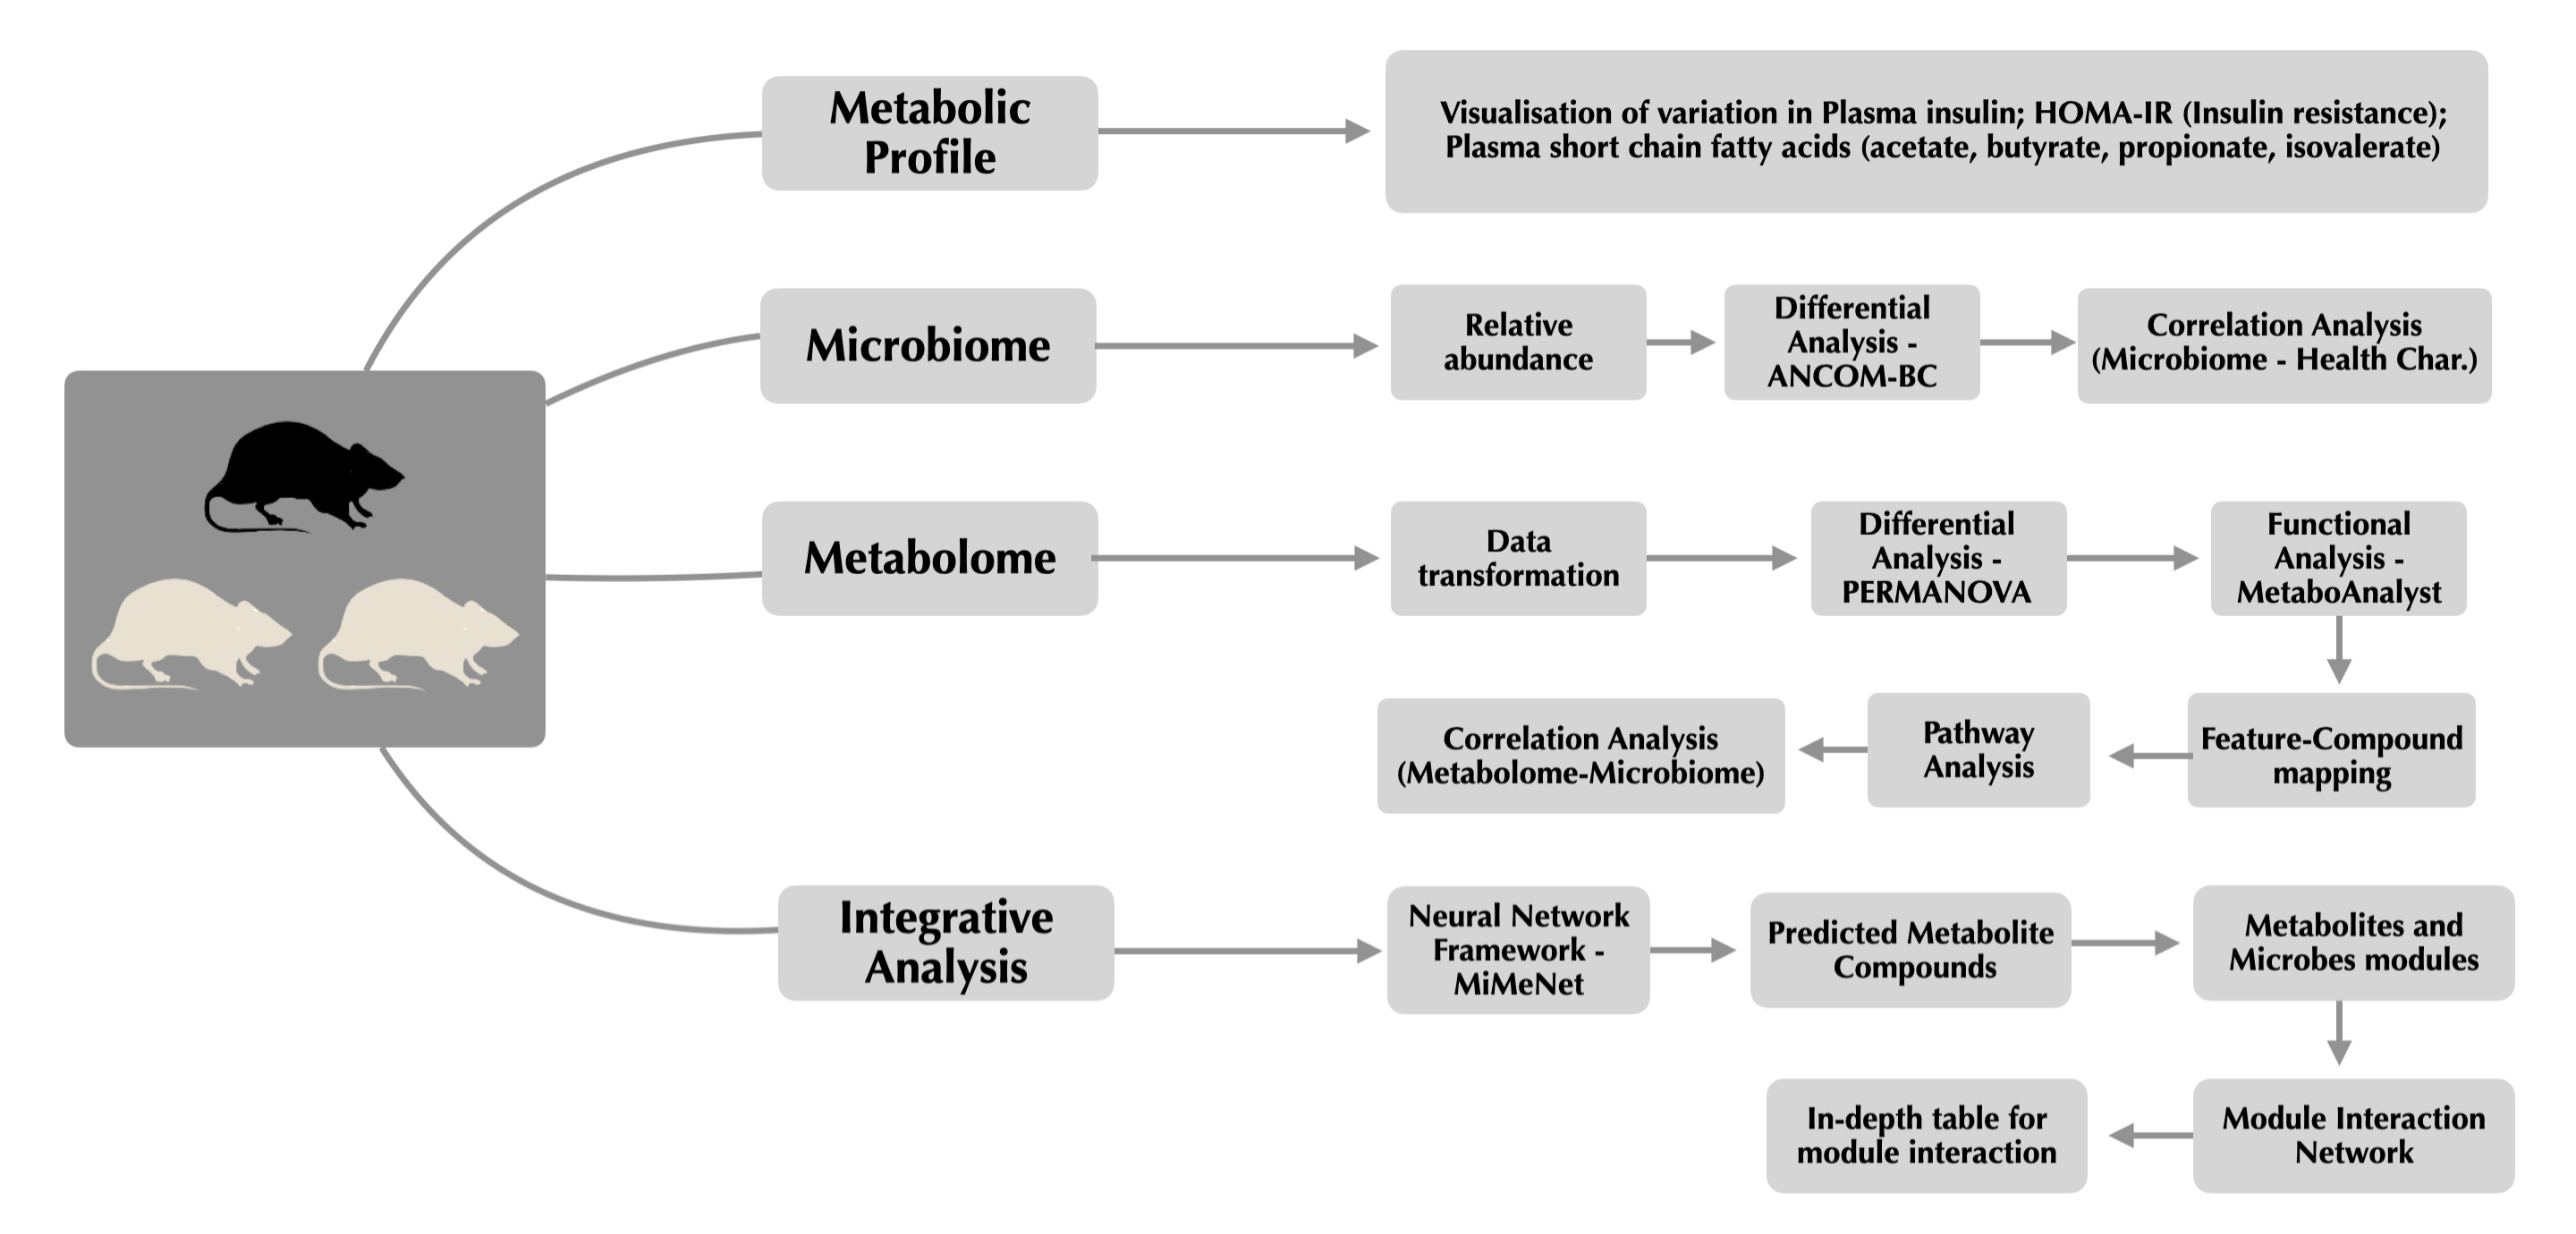 Metabolic
Profile
Visualisation of variation in Plasma insulin; HOMA-IR (Insulin resistance);
Plasma short chain fatty acids (acetate, butyrate, propionate, isovalerate)
Microbiome
Relative
abundance
Differential
Analysis -
ANCOM-BC
Correlation Analysis
(Microbiome - Health Char.)
Metabolome
Data
transformation
Differential
Analysis -
PERMANOVA
Functional
Analysis -
MetaboAnalyst
Feature-Compound
mapping
Pathway
Analysis
Correlation Analysis
(Metabolome-Microbiome)
Integrative
Analysis
Neural Network
Framework -
MiMeNet
Predicted Metabolite
Compounds
Metabolites and
Microbes modules
Module Interaction
Network
In-depth table for
module interaction